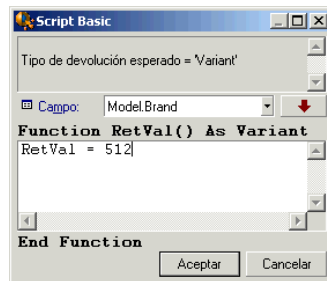 Script Basic
Tipo de devolución esperado = 'Variant'
Campo: Model.Brand
Function RetVal() As Variant
RetVal = 512
End Function
Aceptar Cancelar